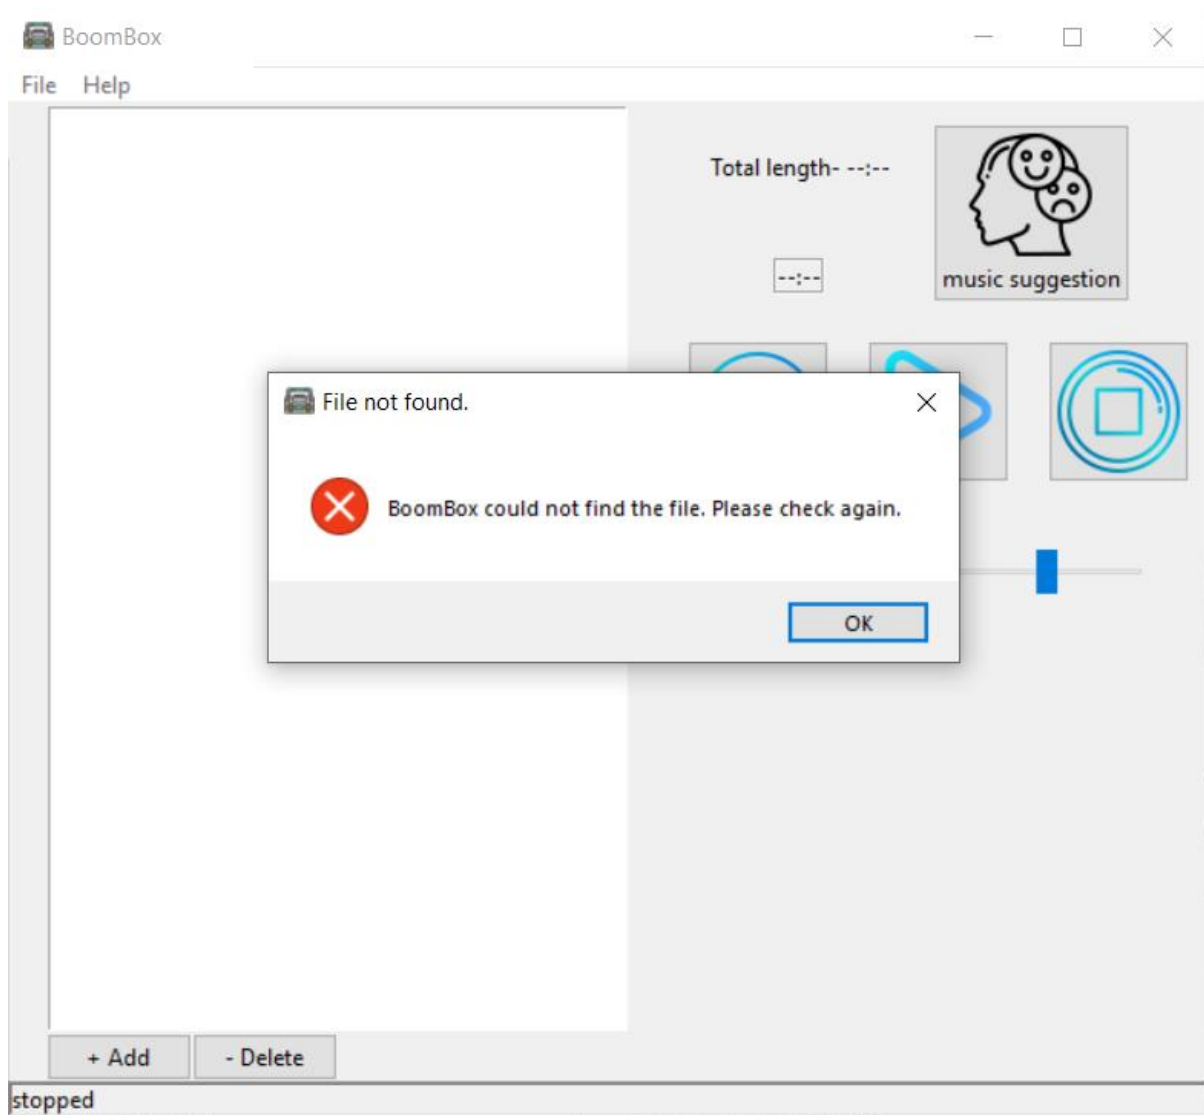 BoomBox
File Help
Total length- --:--
--:--
music suggestion
File not found.
BoomBox could not find the file. Please check again.
OK
+ Add - Delete
stopped